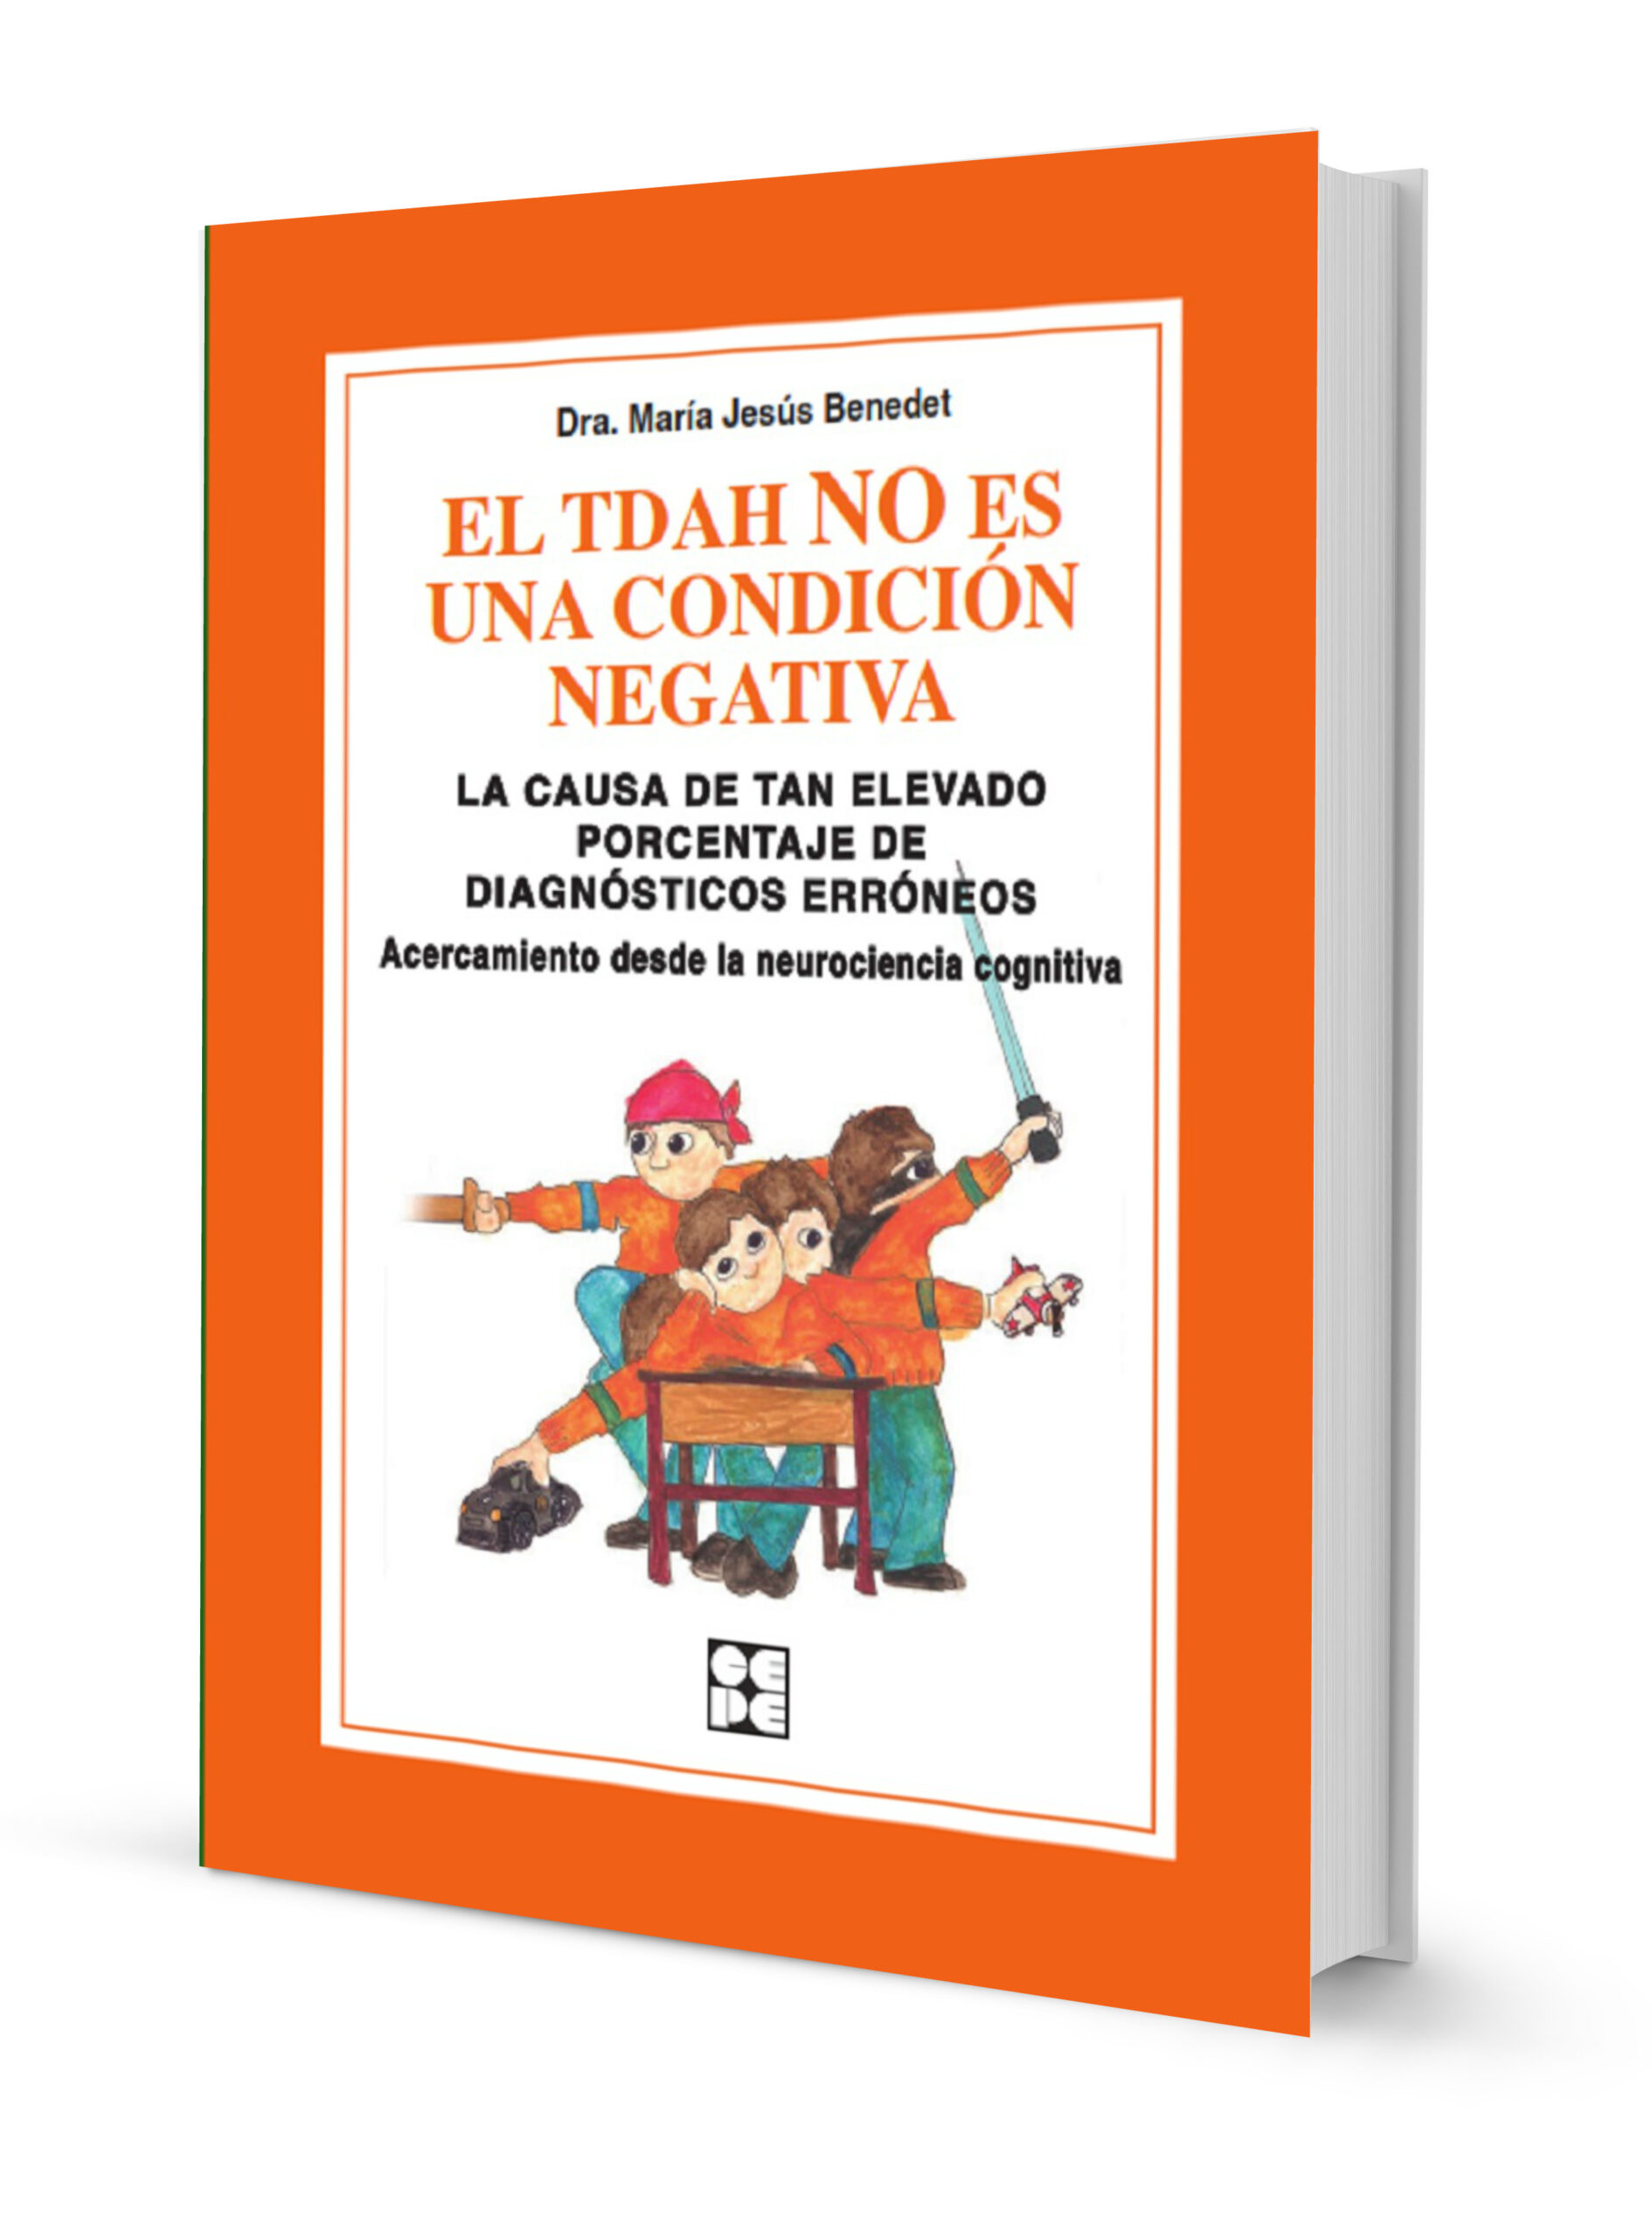 Dra. María Jesús Benedet
EL TDAH NO ES
UNA CONDICIÓN
NEGATIVA
LA CAUSA DE TAN ELEVADO
PORCENTAJE DE
DIAGNÓSTICOS ERRÓNEOS
Acercamiento desde la neurociencia cognitiva
CE
PE